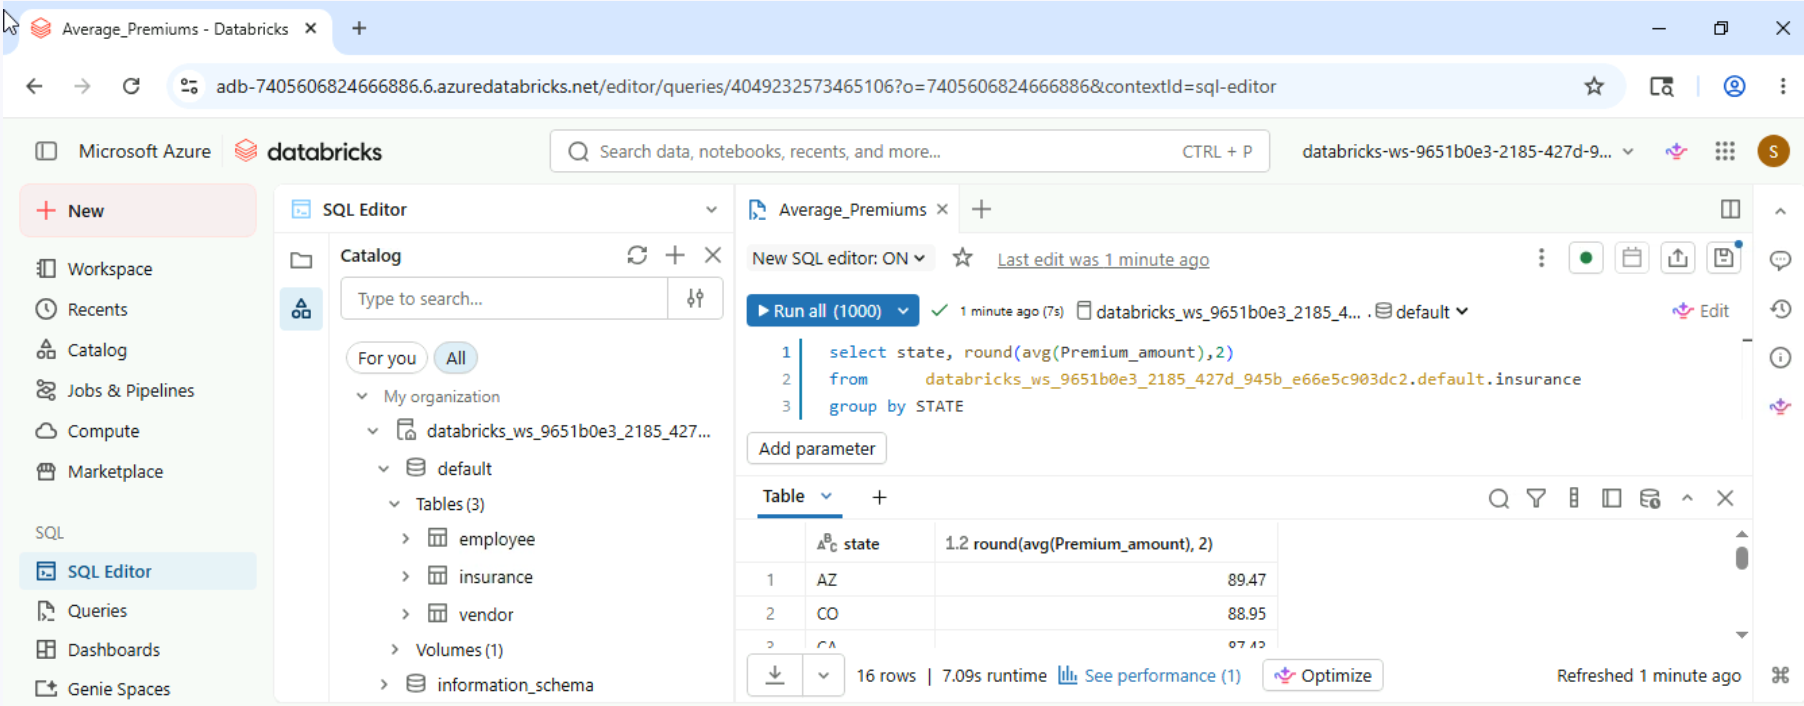 Average_Premiums - Databricks
adb-7405606824666886.6.azuredatabricks.net/editor/queries/4049232573465106?o=7405606824666886&contextId=sql-editor
Microsoft Azure databricks
Search data, notebooks, recents, and more... CTRL + P
databricks-ws-9651b0e3-2185-427d-9...
S
New
Workspace
Recents
Catalog
Jobs & Pipelines
Compute
Marketplace
SQL
SQL Editor
Queries
Dashboards
Genie Spaces
SQL Editor
Catalog
Type to search...
For you All
My organization
databricks_ws_9651b0e3_2185_427...
default
Tables (3)
employee
insurance
vendor
Volumes (1)
information_schema
Average_Premiums
New SQL editor: ON Last edit was 1 minute ago
Run all (1000) 1 minute ago (7s) databricks_ws_9651b0e3_2185_4... . default Edit
1 select state, round(avg(Premium_amount),2)
2 from databricks_ws_9651b0e3_2185_427d_945b_e66e5c903dc2.default.insurance
3 group by STATE
Add parameter
Table
state 1.2 round(avg(Premium_amount), 2)
1 AZ 89.47
2 CO 88.95
3 CA 87.43
16 rows | 7.09s runtime See performance (1) Optimize Refreshed 1 minute ago